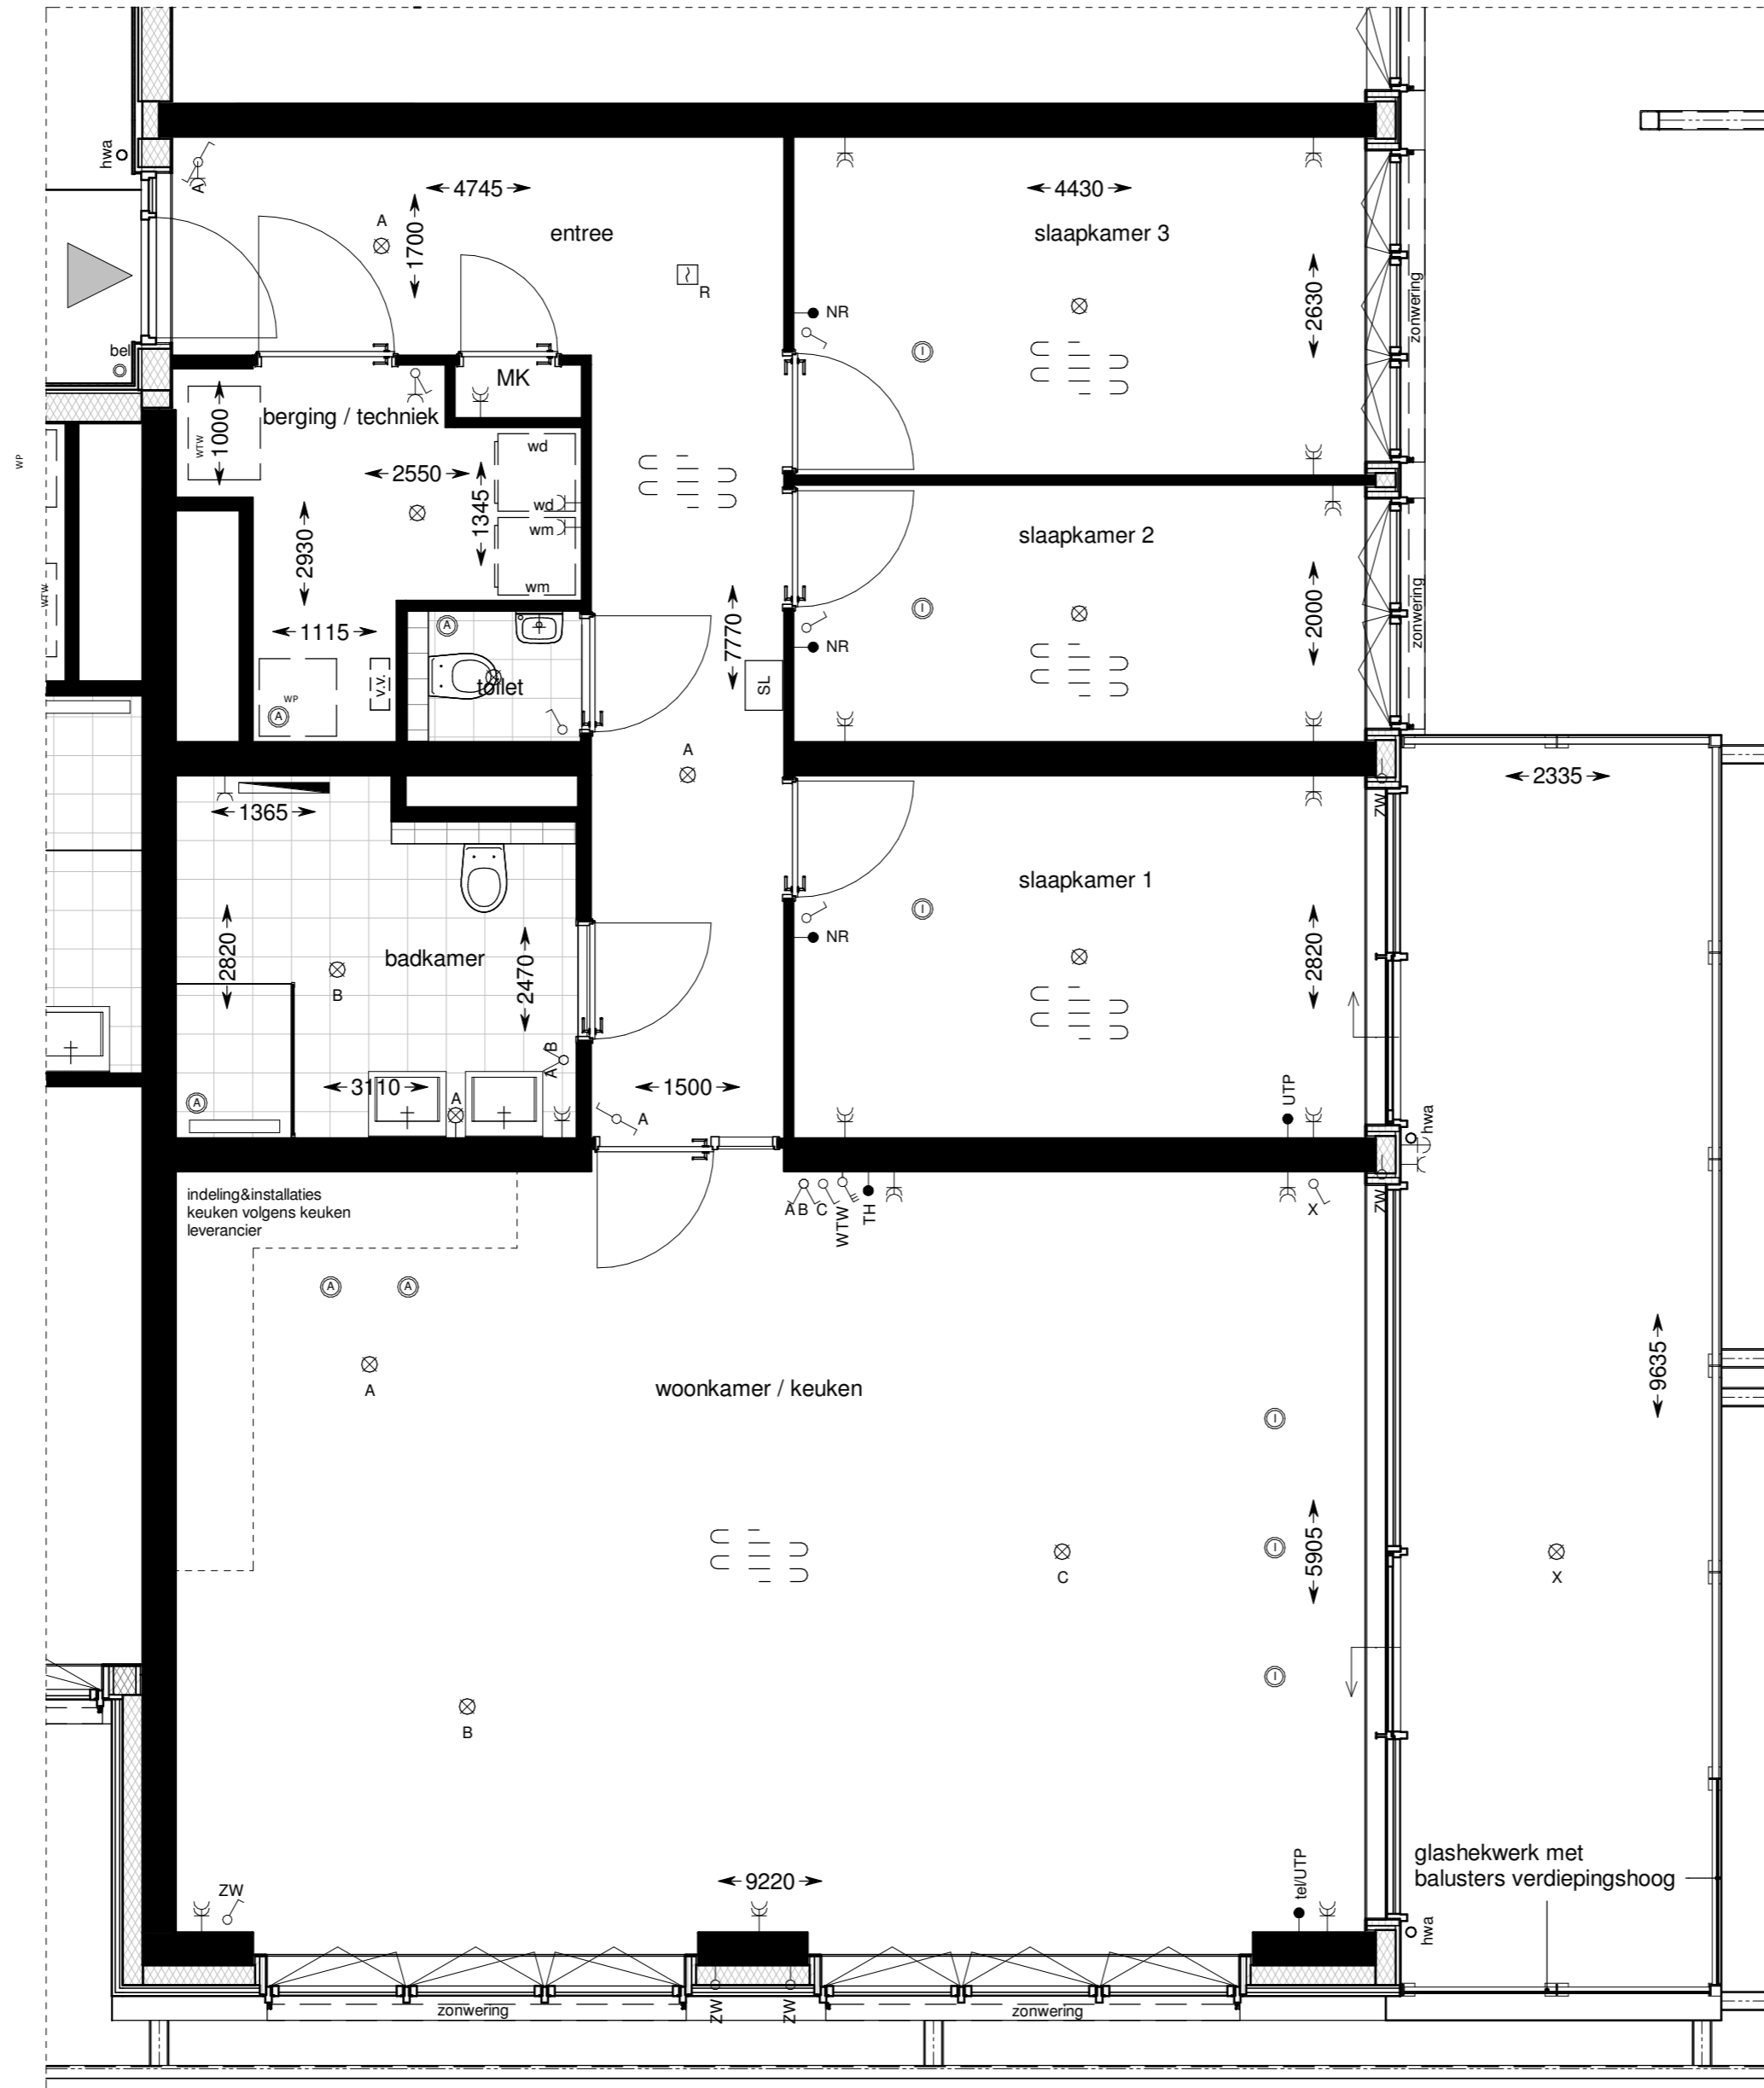 hwa
A
4745
A
1700
entree
R
4430
slaapkamer 3
2630
zonwering
NR
bel
MK
1000
WTW
berging / techniek
WP
2550
1345
wd
wd
wm
wm
2930
WTW
1115
WP
A
v.v.
A
toilet
7770
SL
slaapkamer 2
2000
zonwering
NR
A
1365
2335
ZW
slaapkamer 1
NR
2820
2820
badkamer
B
2470
A B
A
3110
A
1500
A
UTP
hwa
indeling&installaties
keuken volgens keuken
leverancier
A B C
WTW
TH
X
ZW
A
A
A
woonkamer / keuken
9635
5905
C
X
B
glashekwerk met
balusters verdiepingshoog
9220
tel/UTP
ZW
hwa
zonwering
ZW
ZW
zonwering